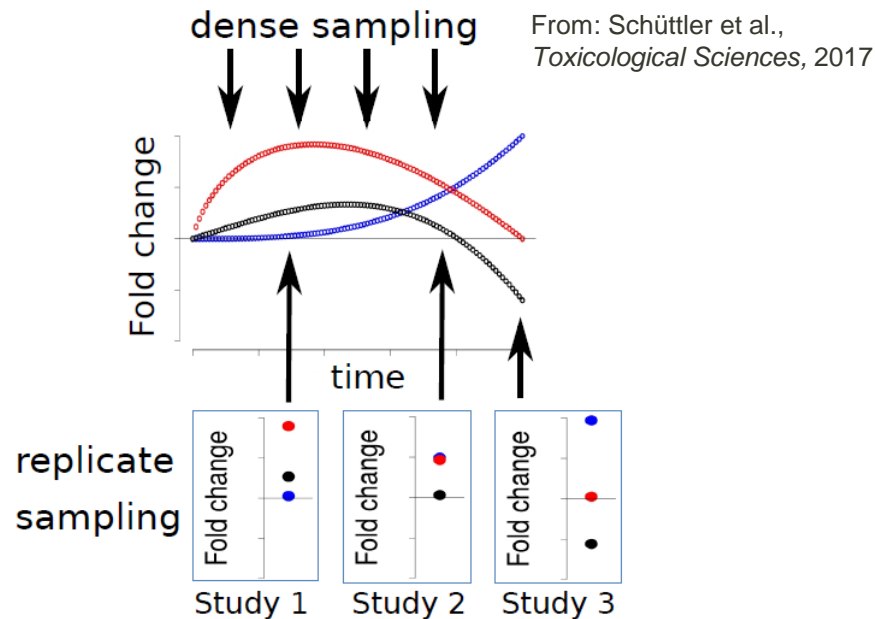 dense sampling
From: Schüttler et al.,
Toxicological Sciences, 2017
Fold change
time
replicate
sampling
Fold change
Fold change
Fold change
Study 1
Study 2
Study 3